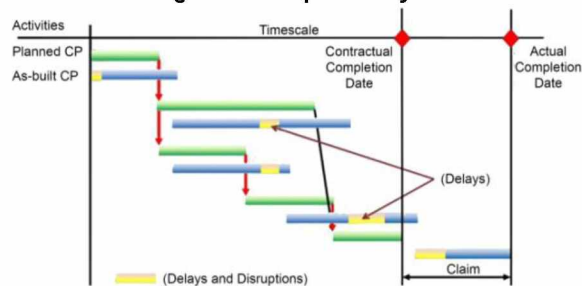 Activities
Timescale
Planned CP
As-built CP
Contractual
Completion
Date
Actual
Completion
Date
(Delays)
Claim
(Delays and Disruptions)